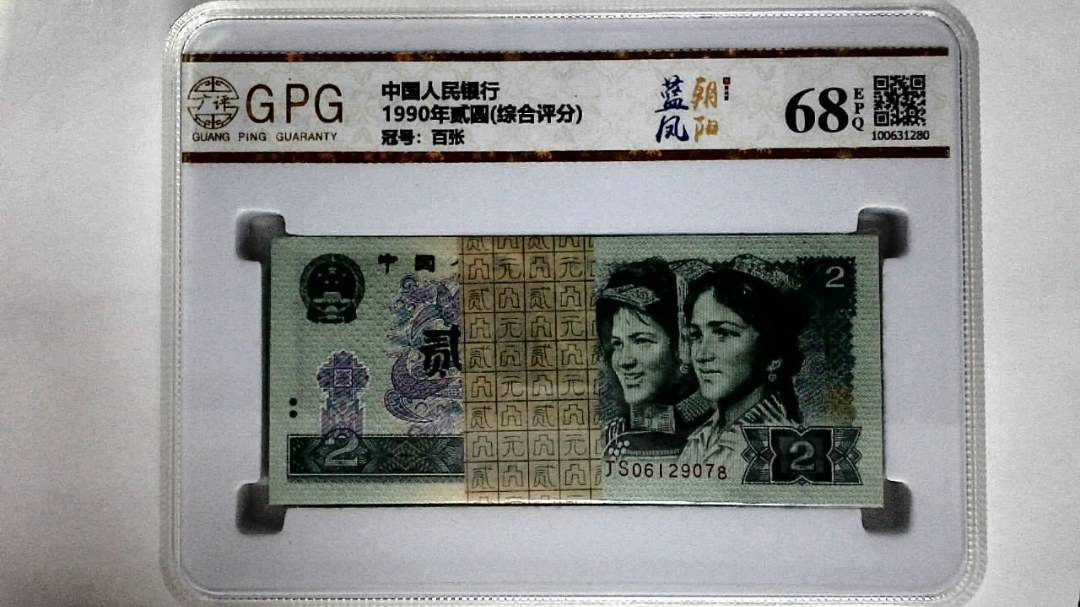 广评
GPG
GUANG PING GUARANTY
中国人民银行
1990年贰圆(综合评分)
冠号：百张
蓝凤
朝阳
68
EPQ
100631280
中国
贰
2
2
JS06129078
2